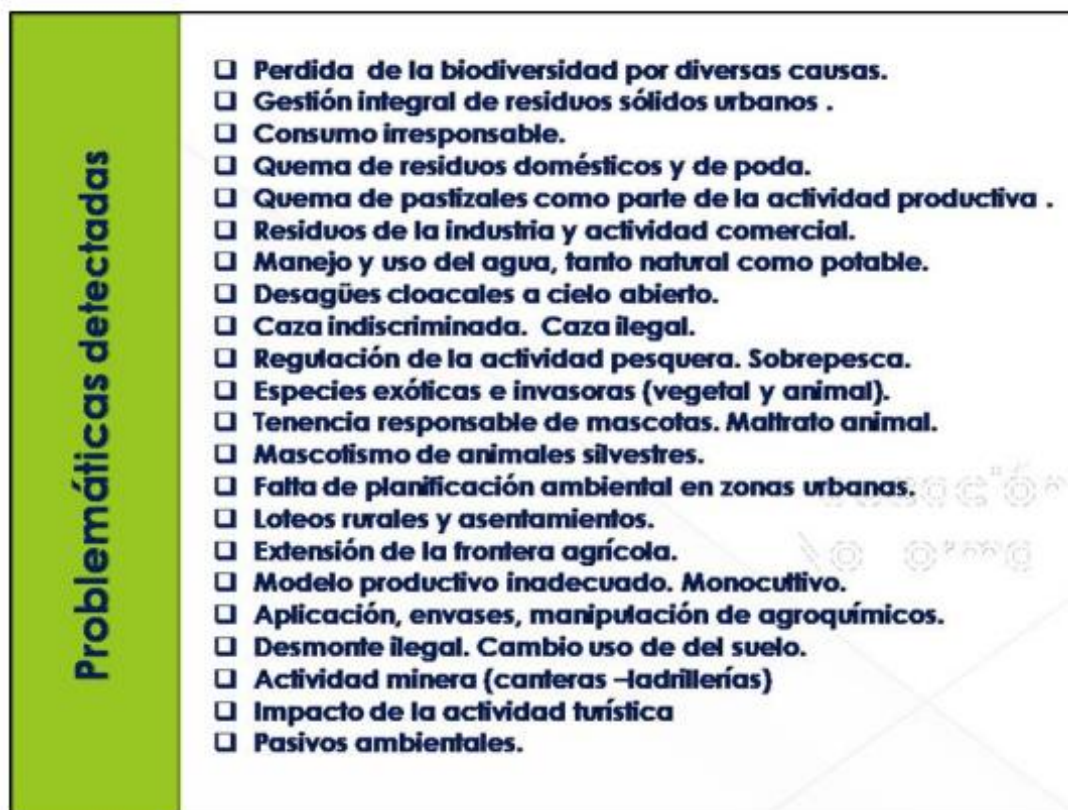 Problemáticas detectadas
❑ Perdida de la biodiversidad por diversas causas.
❑ Gestión integral de residuos sólidos urbanos .
❑ Consumo irresponsable.
❑ Quema de residuos domésticos y de poda.
❑ Quema de pastizales como parte de la actividad productiva .
❑ Residuos de la industria y actividad comercial.
❑ Manejo y uso del agua, tanto natural como potable.
❑ Desagües cloacales a cielo abierto.
❑ Caza indiscriminada. Caza ilegal.
❑ Regulación de la actividad pesquera. Sobrepesca.
❑ Especies exóticas e invasoras (vegetal y animal).
❑ Tenencia responsable de mascotas. Maltrato animal.
❑ Mascotismo de animales silvestres.
❑ Falta de planificación ambiental en zonas urbanas.
❑ Loteos rurales y asentamientos.
❑ Extensión de la frontera agrícola.
❑ Modelo productivo inadecuado. Monocultivo.
❑ Aplicación, envases, manipulación de agroquímicos.
❑ Desmonte ilegal. Cambio uso de del suelo.
❑ Actividad minera (canteras –ladrillerías)
❑ Impacto de la actividad turística
❑ Pasivos ambientales.